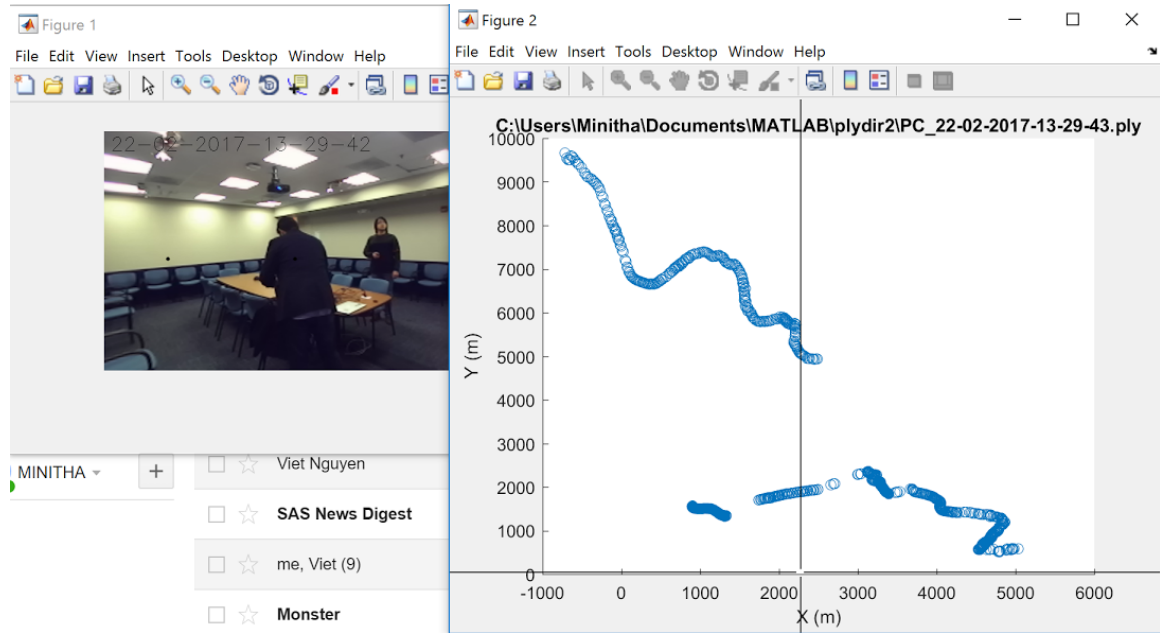 Figure 1
File Edit View Insert Tools Desktop Window Help
22-02-2017-13-29-42
MINITHA
+
Viet Nguyen
SAS News Digest
me, Viet (9)
Monster
Figure 2
File Edit View Insert Tools Desktop Window Help
C:\Users\Minitha\Documents\MATLAB\plydir2\PC_22-02-2017-13-29-43.ply
10000
9000
8000
7000
6000
5000
4000
3000
2000
1000
0
Y (m)
-1000 0 1000 2000 3000 4000 5000 6000
X (m)